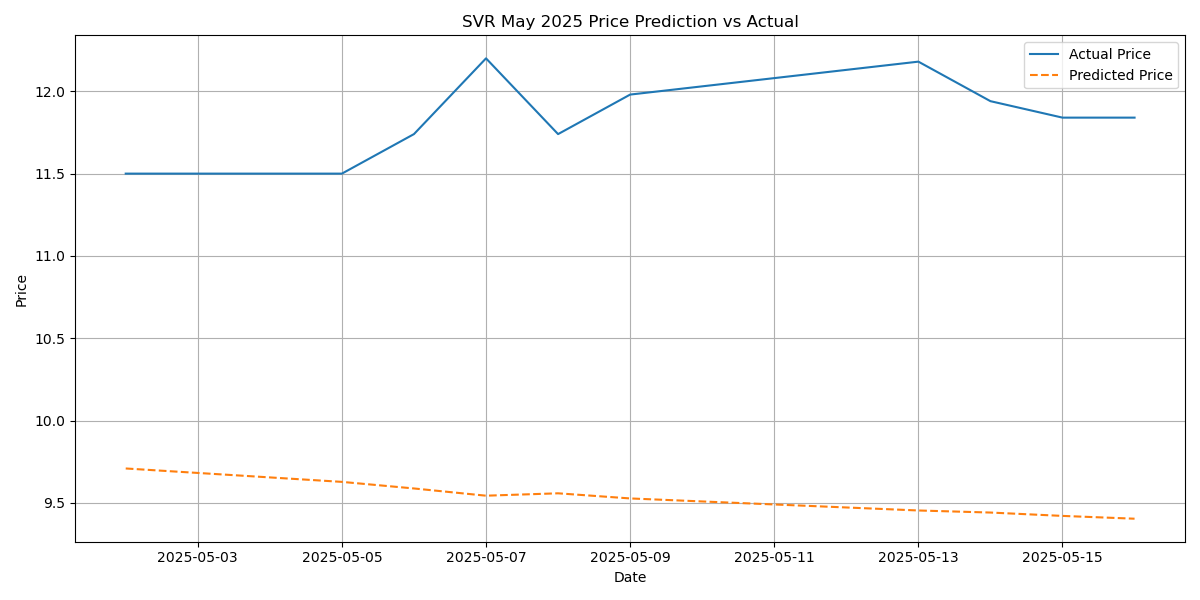 SVR May 2025 Price Prediction vs Actual
Actual Price
Predicted Price
12.0
11.5
11.0
10.5
10.0
9.5
Price
2025-05-03
2025-05-05
2025-05-07
2025-05-09
2025-05-11
2025-05-13
2025-05-15
Date